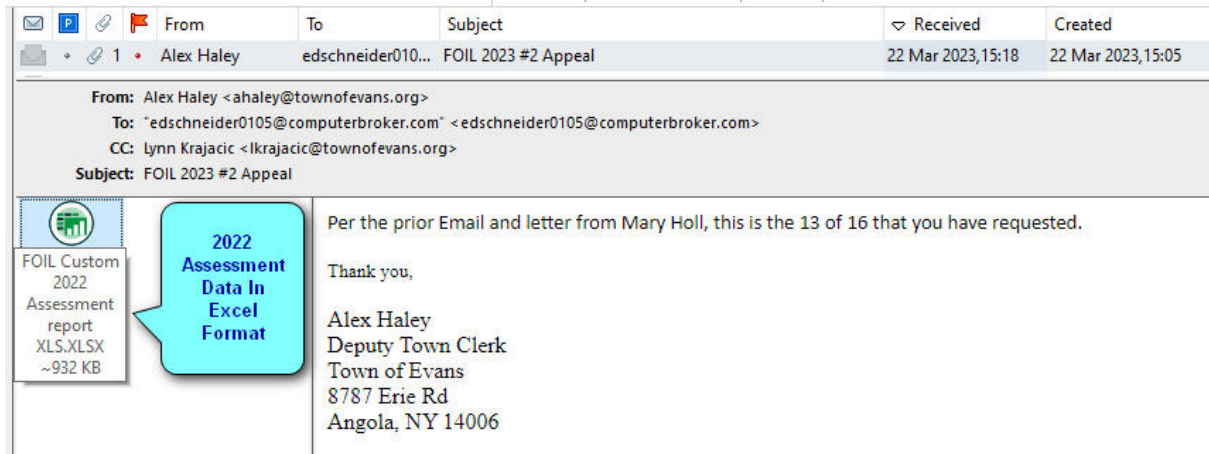 From To Subject Received Created
1 Alex Haley edschneider010... FOIL 2023 #2 Appeal 22 Mar 2023,15:18 22 Mar 2023,15:05
From: Alex Haley <ahaley@townofevans.org>
To: "edschneider0105@computerbroker.com" <edschneider0105@computerbroker.com>
CC: Lynn Krajacic <lkrajacic@townofevans.org>
Subject: FOIL 2023 #2 Appeal
FOIL Custom
2022
Assessment
report
XLS.XLSX
~932 KB
2022
Assessment
Data In
Excel
Format
Per the prior Email and letter from Mary Holl, this is the 13 of 16 that you have requested.
Thank you,
Alex Haley
Deputy Town Clerk
Town of Evans
8787 Erie Rd
Angola, NY 14006